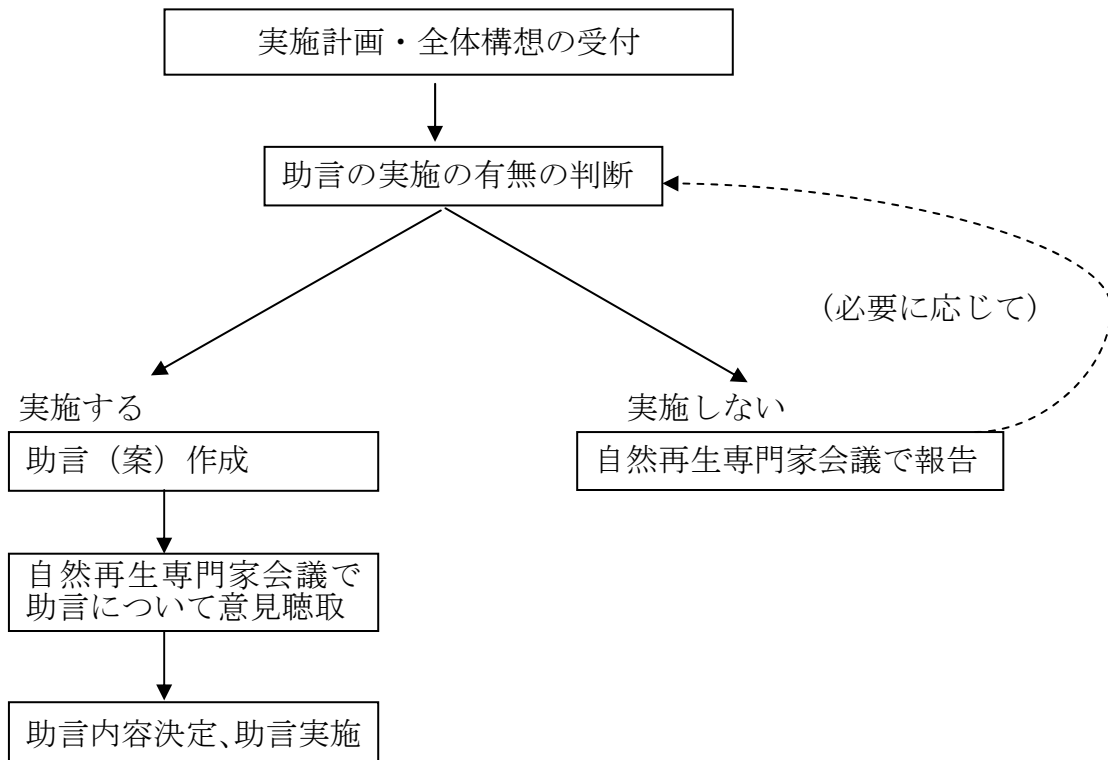 実施計画・全体構想の受付
助言の実施の有無の判断
（必要に応じて）
実施する
助言（案）作成
自然再生専門家会議で
助言について意見聴取
助言内容決定、助言実施
実施しない
自然再生専門家会議で報告